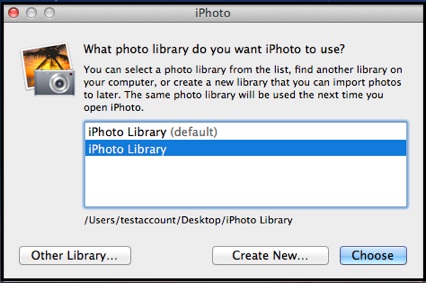 iPhoto
What photo library do you want iPhoto to use?
You can select a photo library from the list, find another library on
your computer, or create a new library that you can import photos
to later. The same photo library will be used the next time you
open iPhoto.
iPhoto Library (default)
iPhoto Library
/Users/testaccount/Desktop/iPhoto Library
Other Library... Create New... Choose